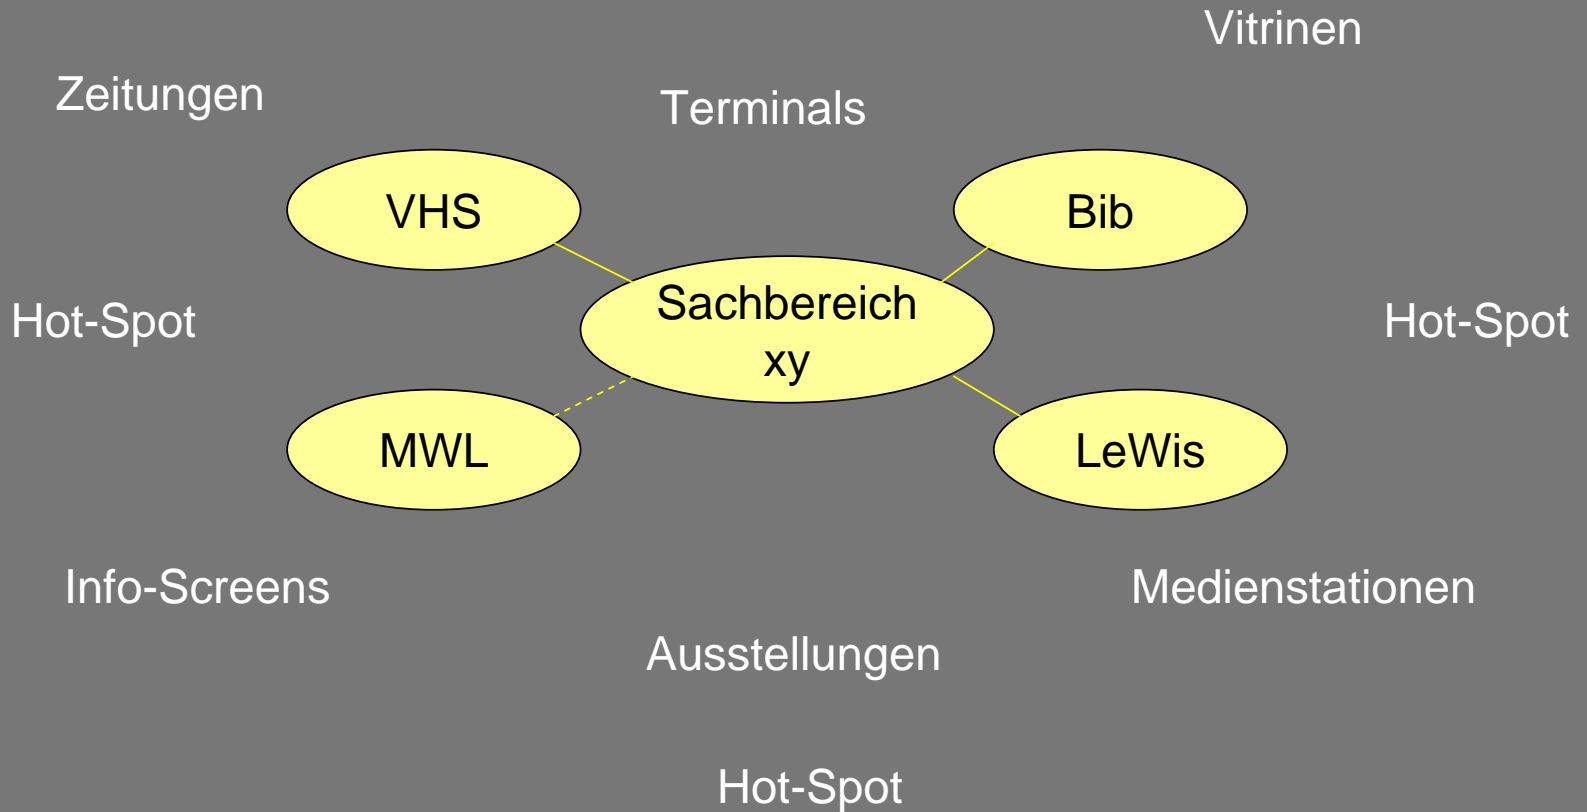 Vitrinen
Zeitungen
Terminals
VHS
Bib
Sachbereich
xy
Hot-Spot
Hot-Spot
MWL
LeWis
Info-Screens
Medienstationen
Ausstellungen
Hot-Spot